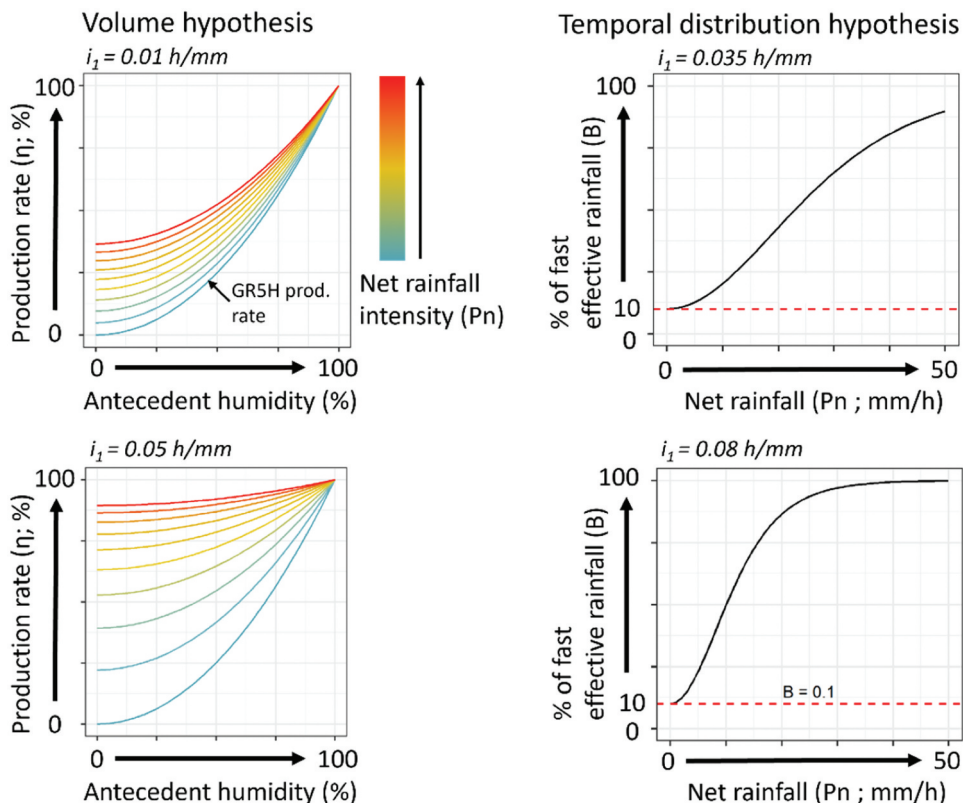 Volume hypothesis
i₁ = 0.01 h/mm
100
Production rate (η; %)
0
GR5H prod.
rate
0
100
Antecedent humidity (%)
Net rainfall
intensity (Pn)
Temporal distribution hypothesis
i₁ = 0.035 h/mm
100
% of fast
effective rainfall (B)
10
0
0
50
Net rainfall (Pn ; mm/h)
i₁ = 0.05 h/mm
100
Production rate (η; %)
0
0
100
Antecedent humidity (%)
i₁ = 0.08 h/mm
100
% of fast
effective rainfall (B)
B = 0.1
10
0
0
50
Net rainfall (Pn ; mm/h)